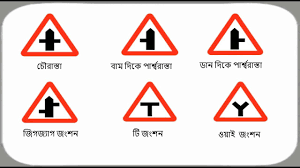 চৌরাস্তা
বাম দিকে পার্শ্বরাস্তা
ডান দিকে পার্শ্বরাস্তা
জিগজ্যাগ জংশন
টি জংশন
ওয়াই জংশন